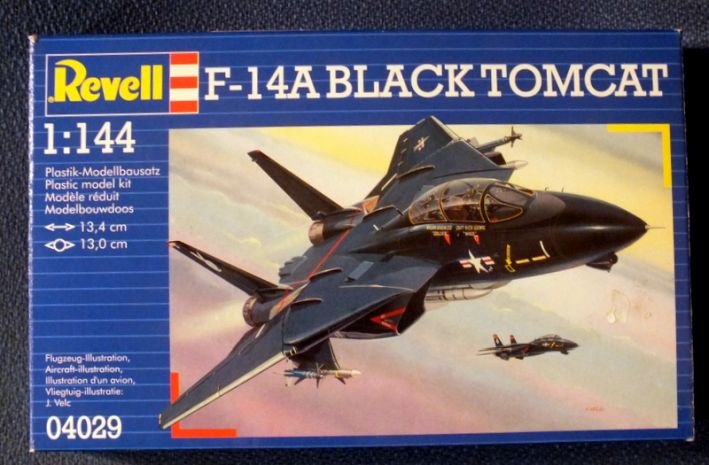 Revell
F-14A BLACK TOMCAT
1:144
Plastik-Modellbausatz
Plastic model kit
Modèle réduit
Modelbouwdoos
13,4 cm
13,0 cm
Flugzeug-Illustration,
Aircraft-illustration,
Illustration d'un avion,
Vliegtuig-illustratie:
J. Velc
04029